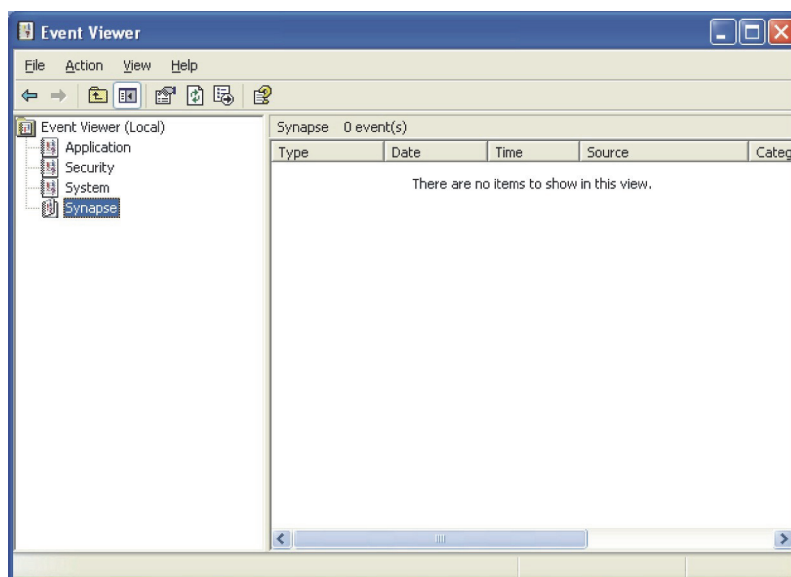 Event Viewer
File Action View Help
Event Viewer (Local)
Application
Security
System
Synapse
Synapse 0 event(s)
Type Date Time Source Categ
There are no items to show in this view.